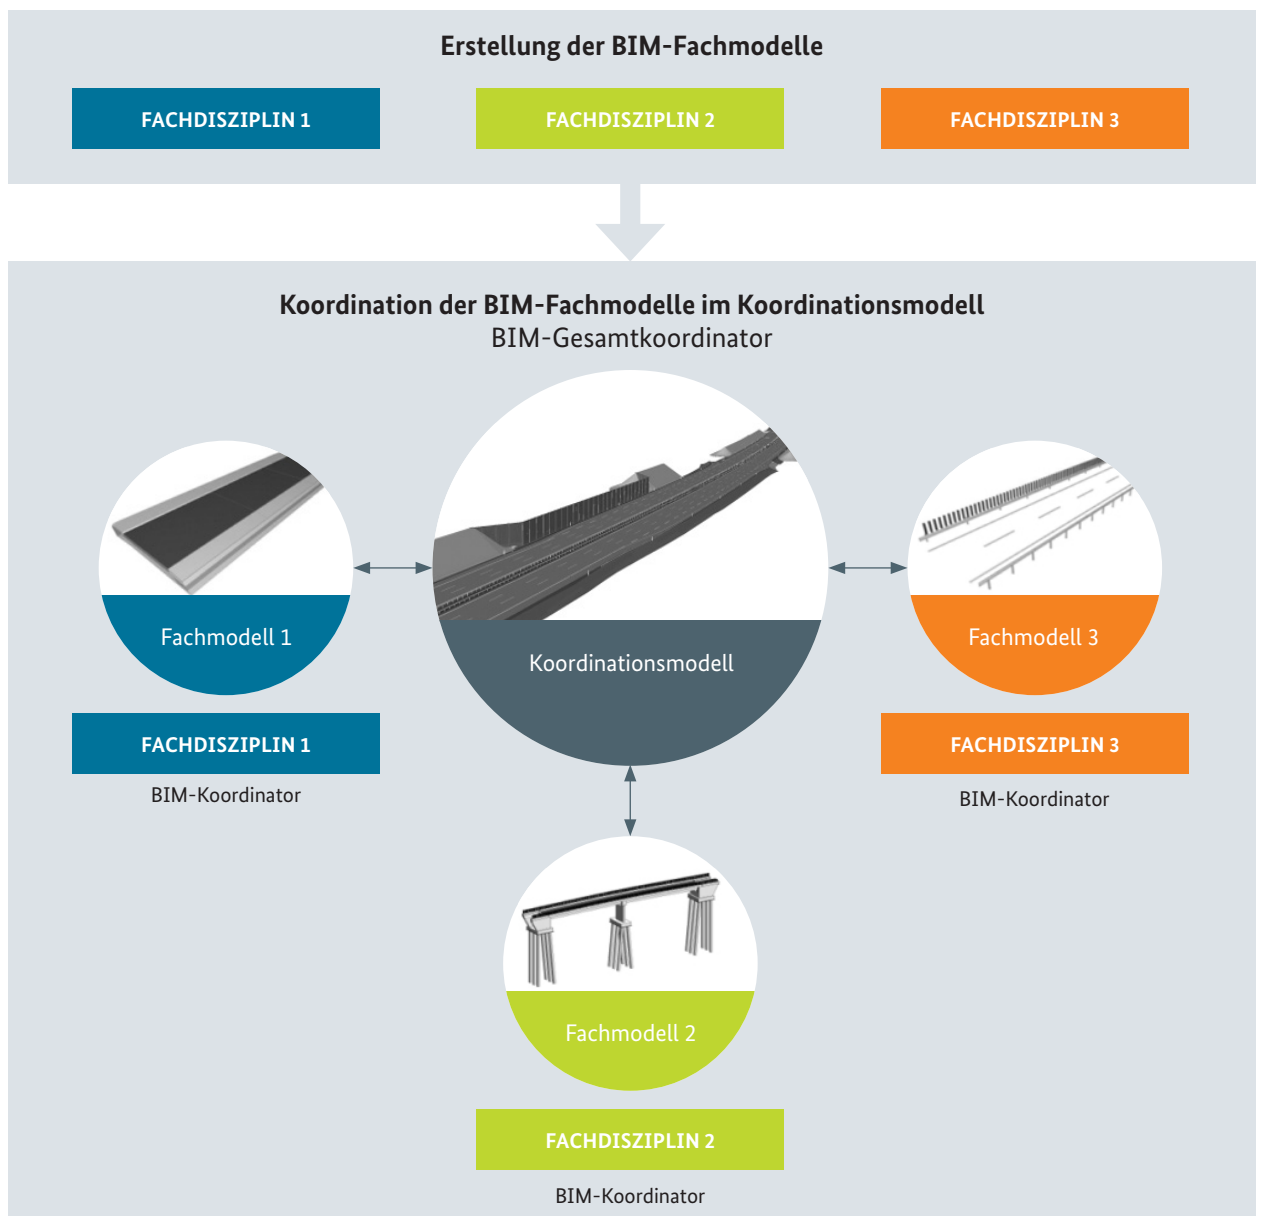 Erstellung der BIM-Fachmodelle
FACHDISZIPLIN 1
FACHDISZIPLIN 2
FACHDISZIPLIN 3
Koordination der BIM-Fachmodelle im Koordinationsmodell
BIM-Gesamtkoordinator
Fachmodell 1
Koordinationsmodell
Fachmodell 3
FACHDISZIPLIN 1
BIM-Koordinator
FACHDISZIPLIN 3
BIM-Koordinator
Fachmodell 2
FACHDISZIPLIN 2
BIM-Koordinator